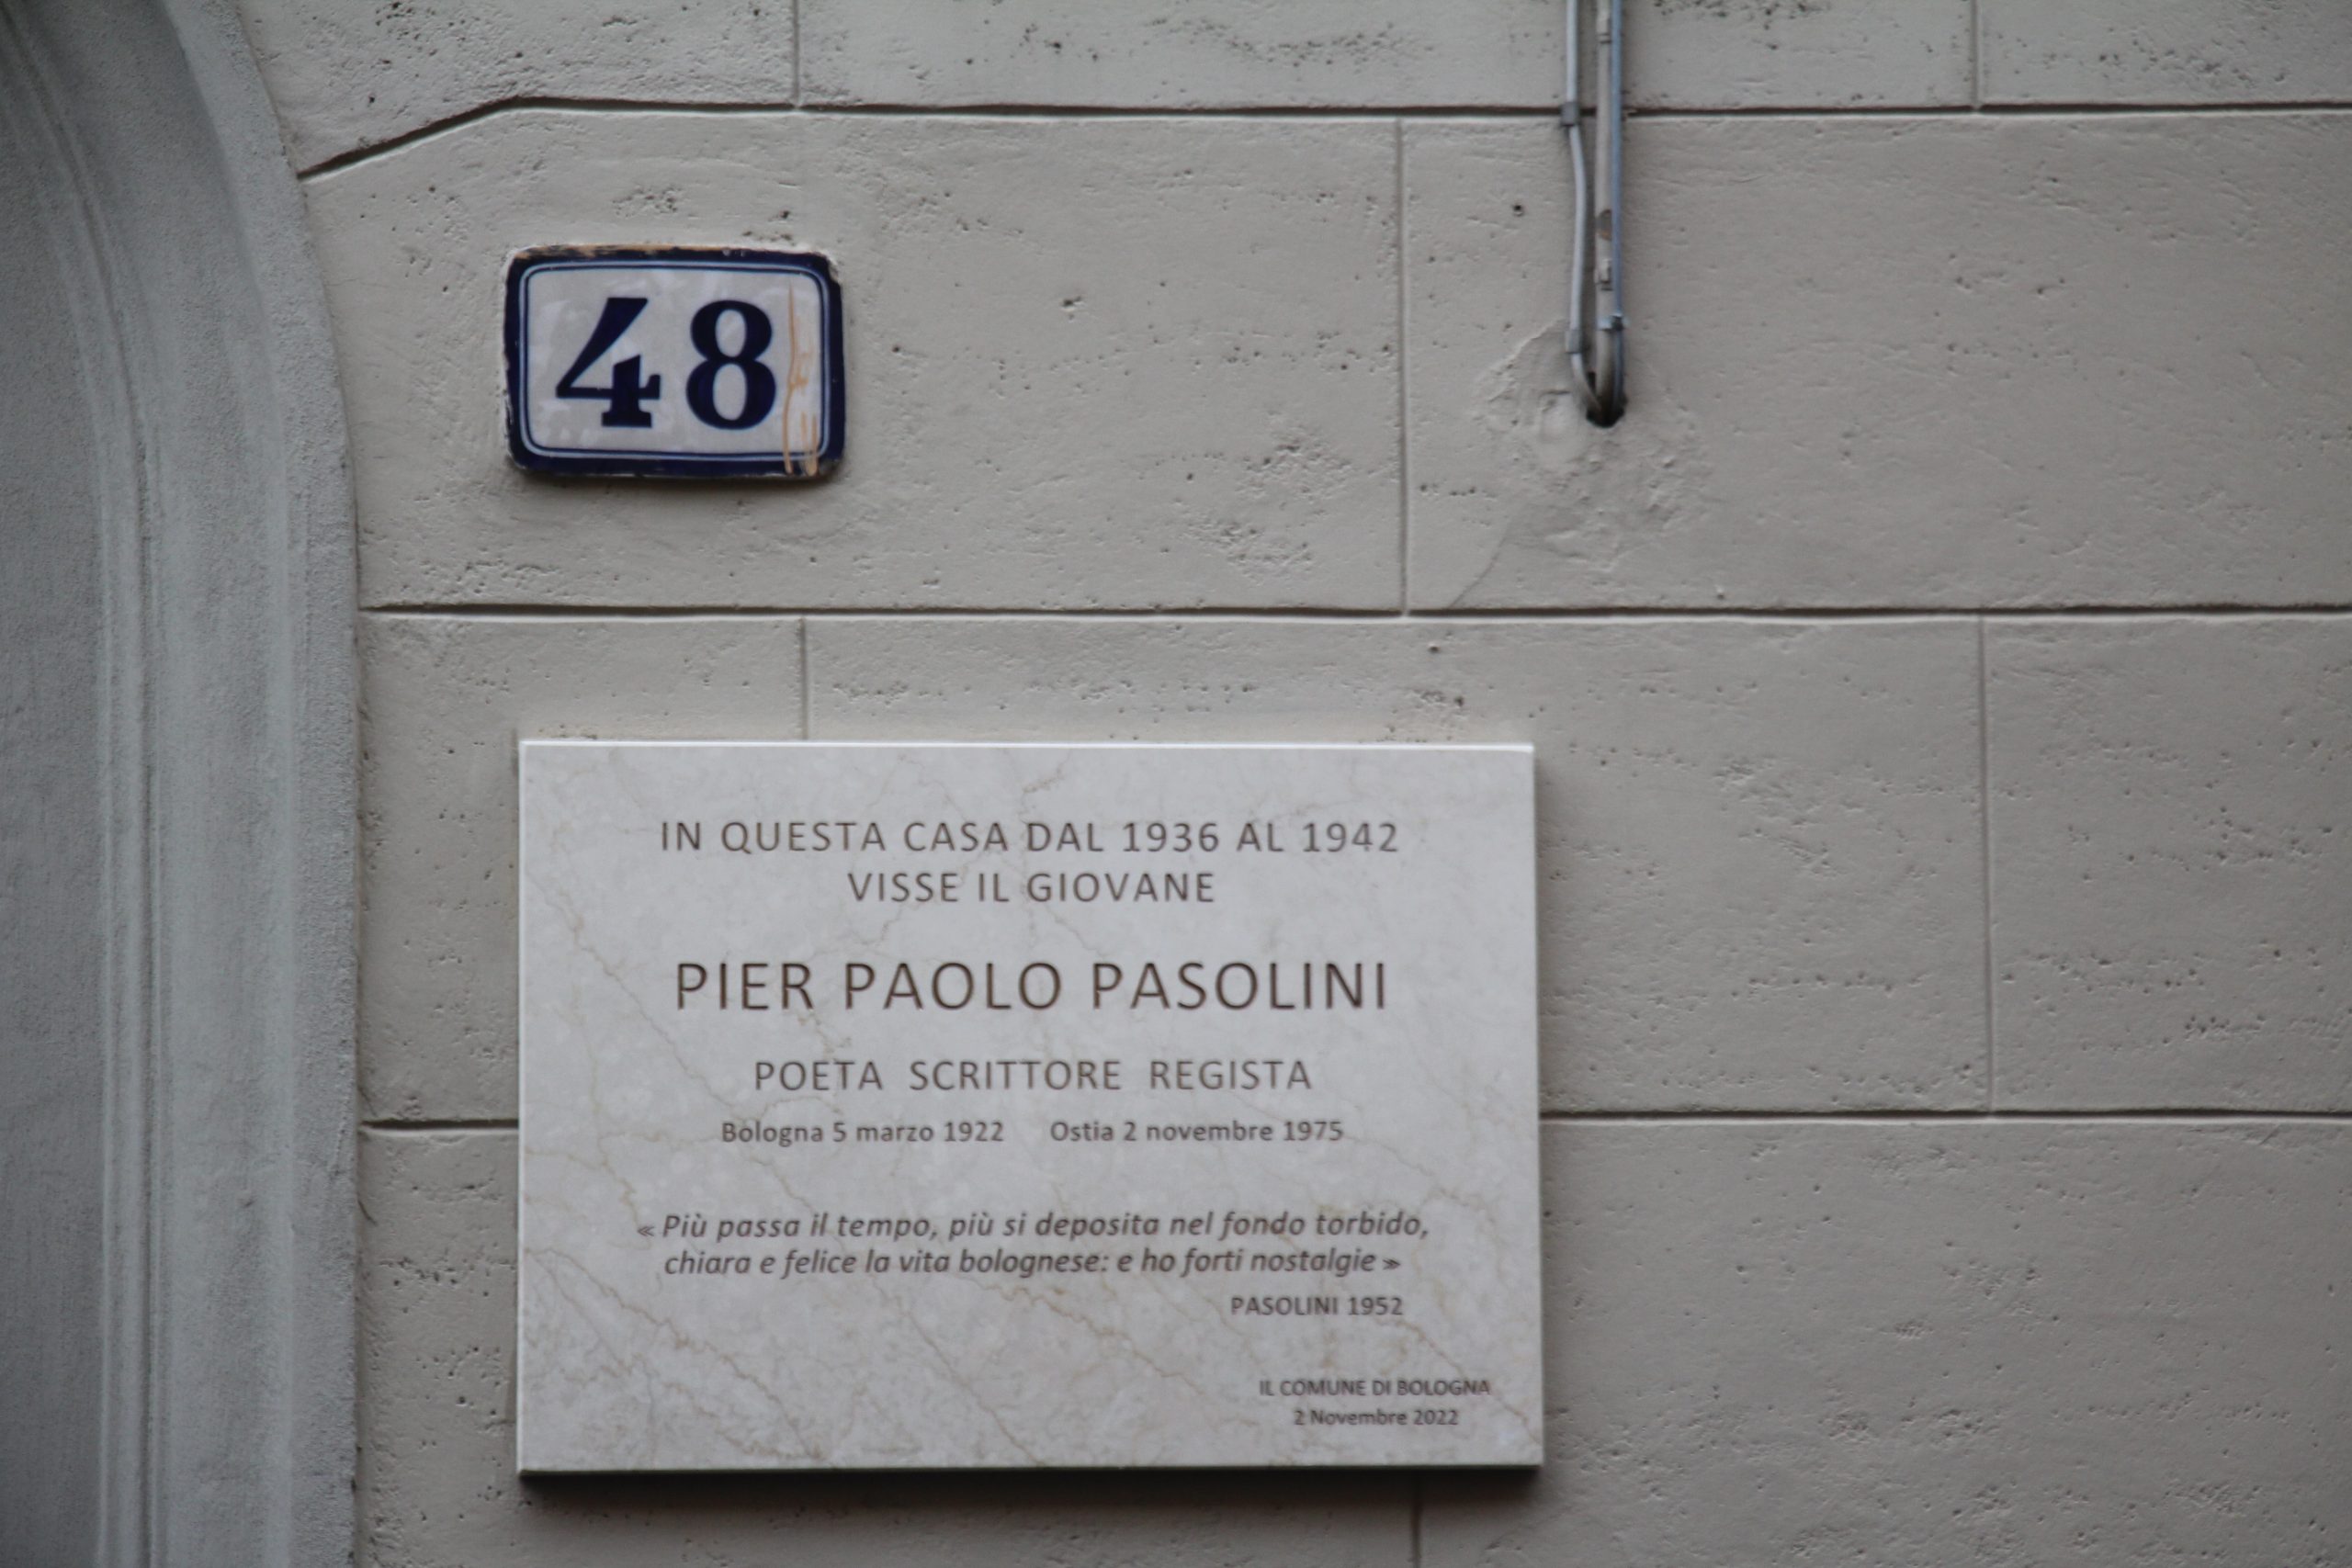 48
IN QUESTA CASA DAL 1936 AL 1942
VISSE IL GIOVANE
PIER PAOLO PASOLINI
POETA SCRITTORE REGISTA
Bologna 5 marzo 1922 Ostia 2 novembre 1975
« Più passa il tempo, più si deposita nel fondo torbido,
chiara e felice la vita bolognese: e ho forti nostalgie »
PASOLINI 1952
IL COMUNE DI BOLOGNA
2 Novembre 2022